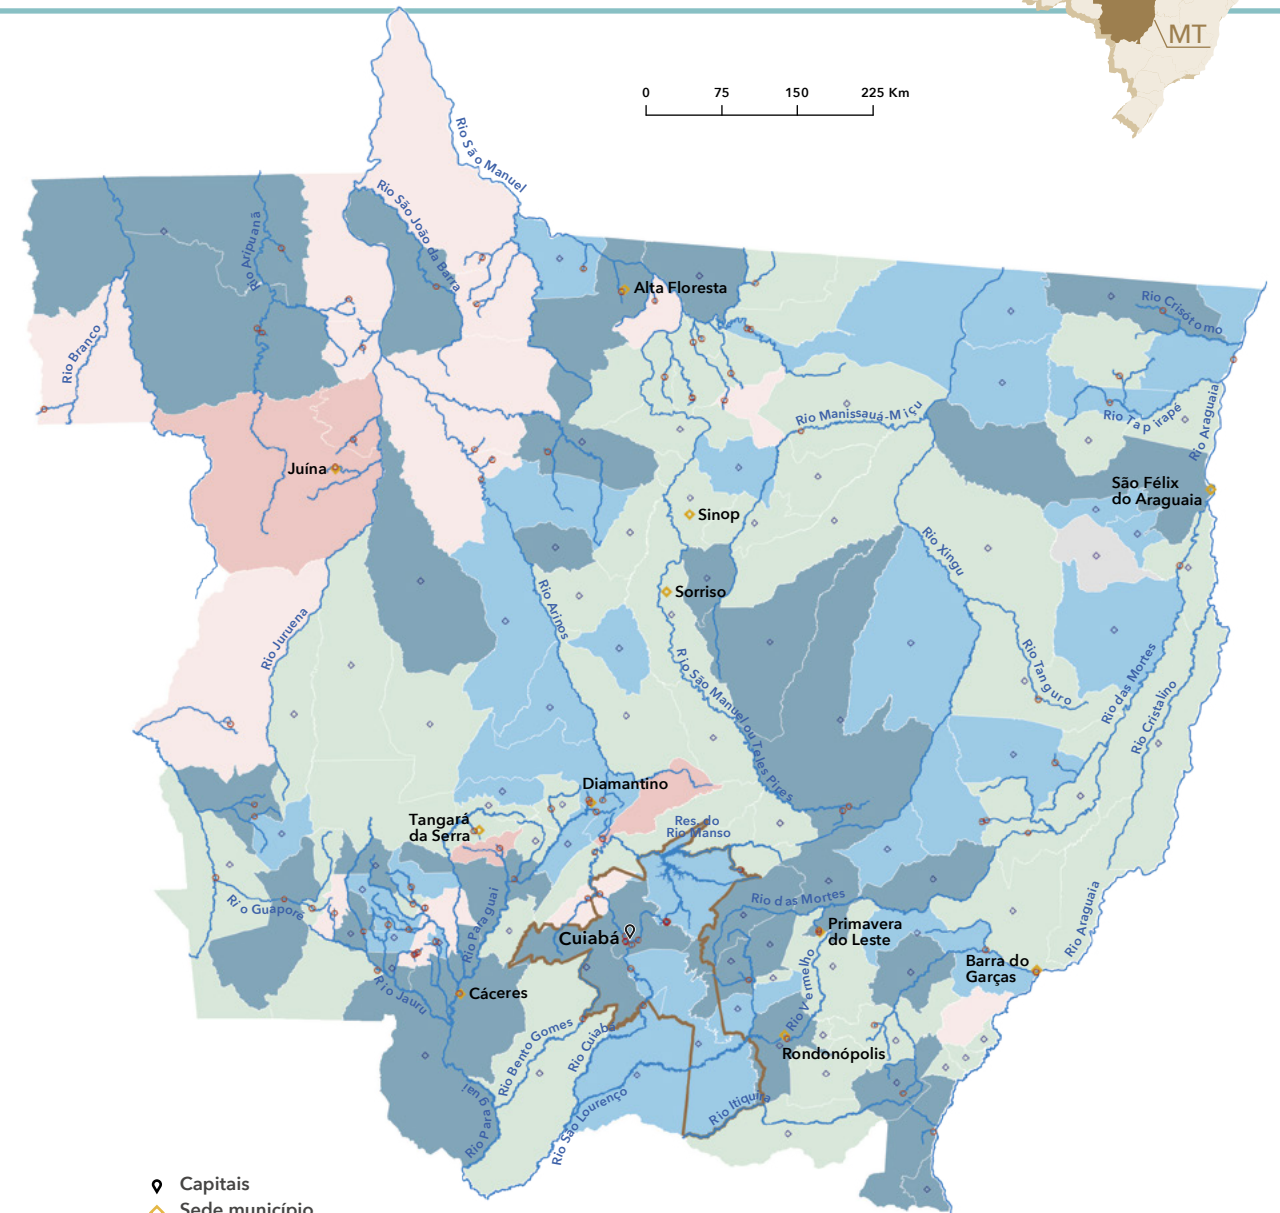 MT
0 75 150 225 Km
Rio São Manuel
Rio São João da Barra
Rio Aripuanã
Alta Floresta
Rio Crisóstomo
Rio Branco
Rio Manissauá-Miçu
Rio Tapirapé
Rio Araguaia
Juína
São Félix
do Araguaia
Sinop
Rio Xingu
Sorriso
Rio Arinos
Rio Juruena
Rio Tanguro
Rio das Mortes
Rio Cristalino
Rio São Manuel ou Teles Pires
Diamantino
Tangará
da Serra
Res. do
Rio Manso
Rio Guaporé
Rio Paraguai
Rio das Mortes
Rio Araguaia
Cuiabá
Primavera
do Leste
Barra do
Garças
Rio Vermelho
Cáceres
Rio Jauru
Rio Bento Gomes
Rio Cuiabá
Rondonópolis
Rio Paraguai
Rio São Lourenço
Rio Itiquira
Capitais
Sede município